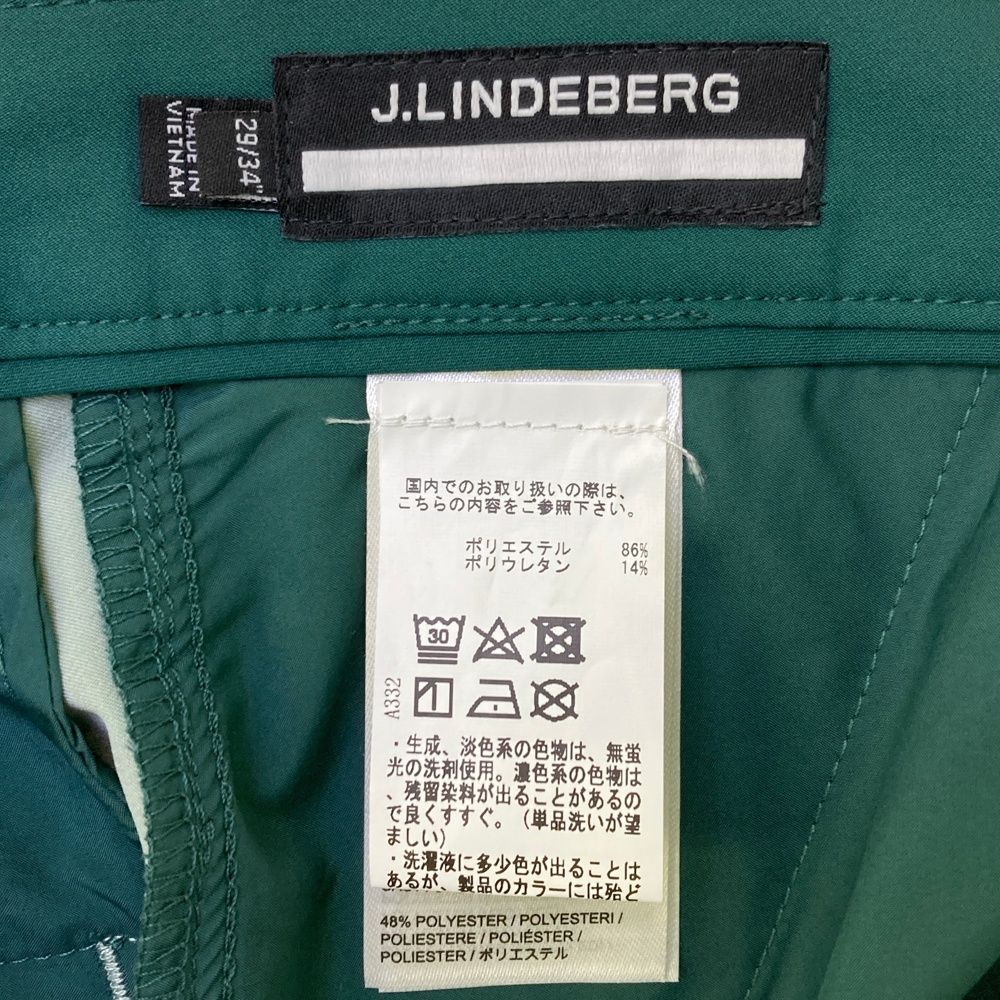 J.LINDEBERG
29/34"
MADE IN
VIETNAM
国内でのお取り扱いの際は、
こちらの内容をご参照下さい。
ポリエステル 86%
ポリウレタン 14%
30
A332
・生成、淡色系の色物は、無蛍
光の洗剤使用。濃色系の色物は
、残留染料が出ることがあるの
で良くすすぐ。（単品洗いが望
ましい）
・洗濯液に多少色が出ることは
あるが、製品のカラーには殆ど
48% POLYESTER / POLYESTERI /
POLIESTERE / POLIÉSTER /
POLIESTER / ポリエステル